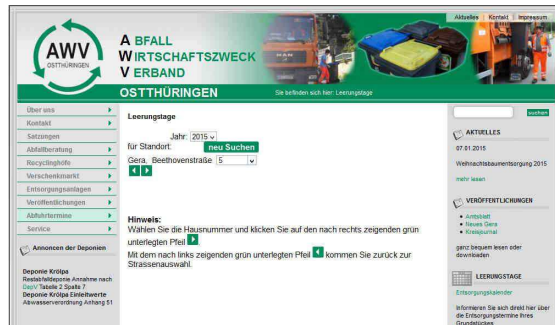 Aktuelles | Kontakt | Impressum
AWV
OSTTHÜRINGEN
A BFALL
W IRTSCHAFTSZWECK
V ERBAND
OSTTHÜRINGEN
Sie befinden sich hier: Leerungstage
Über uns
Kontakt
Satzungen
Abfallberatung
Recyclinghöfe
Verschenkmarkt
Entsorgungsanlagen
Veröffentlichungen
Abfuhrtermine
Service
Annoncen der Deponien
Deponie Krölpa
Restabfalldeponie Annahme nach
DepV Tabelle 2 Spalte 7
Deponie Krölpa Einleitwerte
Abwasserverordnung Anhang 51
Leerungstage
Jahr: 2015
für Standort: neu Suchen
Gera, Beethovenstraße 5
Hinweis:
Wählen Sie die Hausnummer und klicken Sie auf den nach rechts zeigenden grün
unterlegten Pfeil.
Mit dem nach links zeigenden grün unterlegten Pfeil kommen Sie zurück zur
Strassenauswahl.
suchen
AKTUELLES
07.01.2015
Weihnachtsbaumentsorgung 2015
mehr lesen
VERÖFFENTLICHUNGEN
Amtsblatt
Neues Gera
Kreisjournal
ganz bequem lesen oder
downloaden
LEERUNGSTAGE
Entsorgungskalender
Informieren Sie sich direkt hier über
die Entsorgungstermine Ihres
Grundstückes